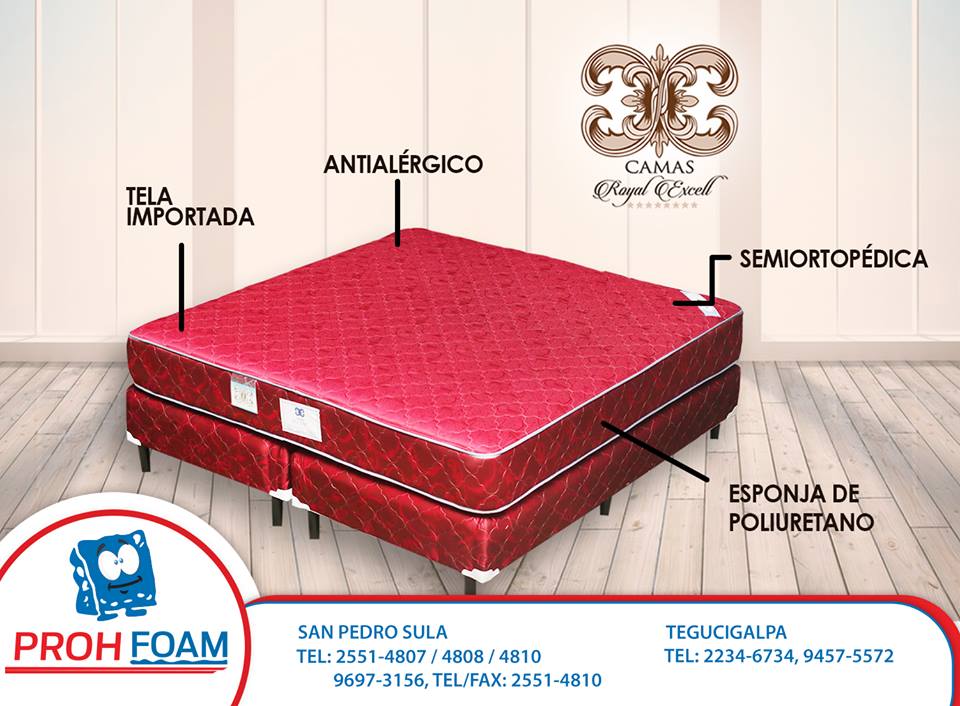 CAMAS
Royal Excell
ANTIALÉRGICO
TELA
IMPORTADA
SEMIORTOPÉDICA
ESPONJA DE
POLIURETANO
PROH FOAM
SAN PEDRO SULA
TEL: 2551-4807 / 4808 / 4810
9697-3156, TEL/FAX: 2551-4810
TEGUCIGALPA
TEL: 2234-6734, 9457-5572